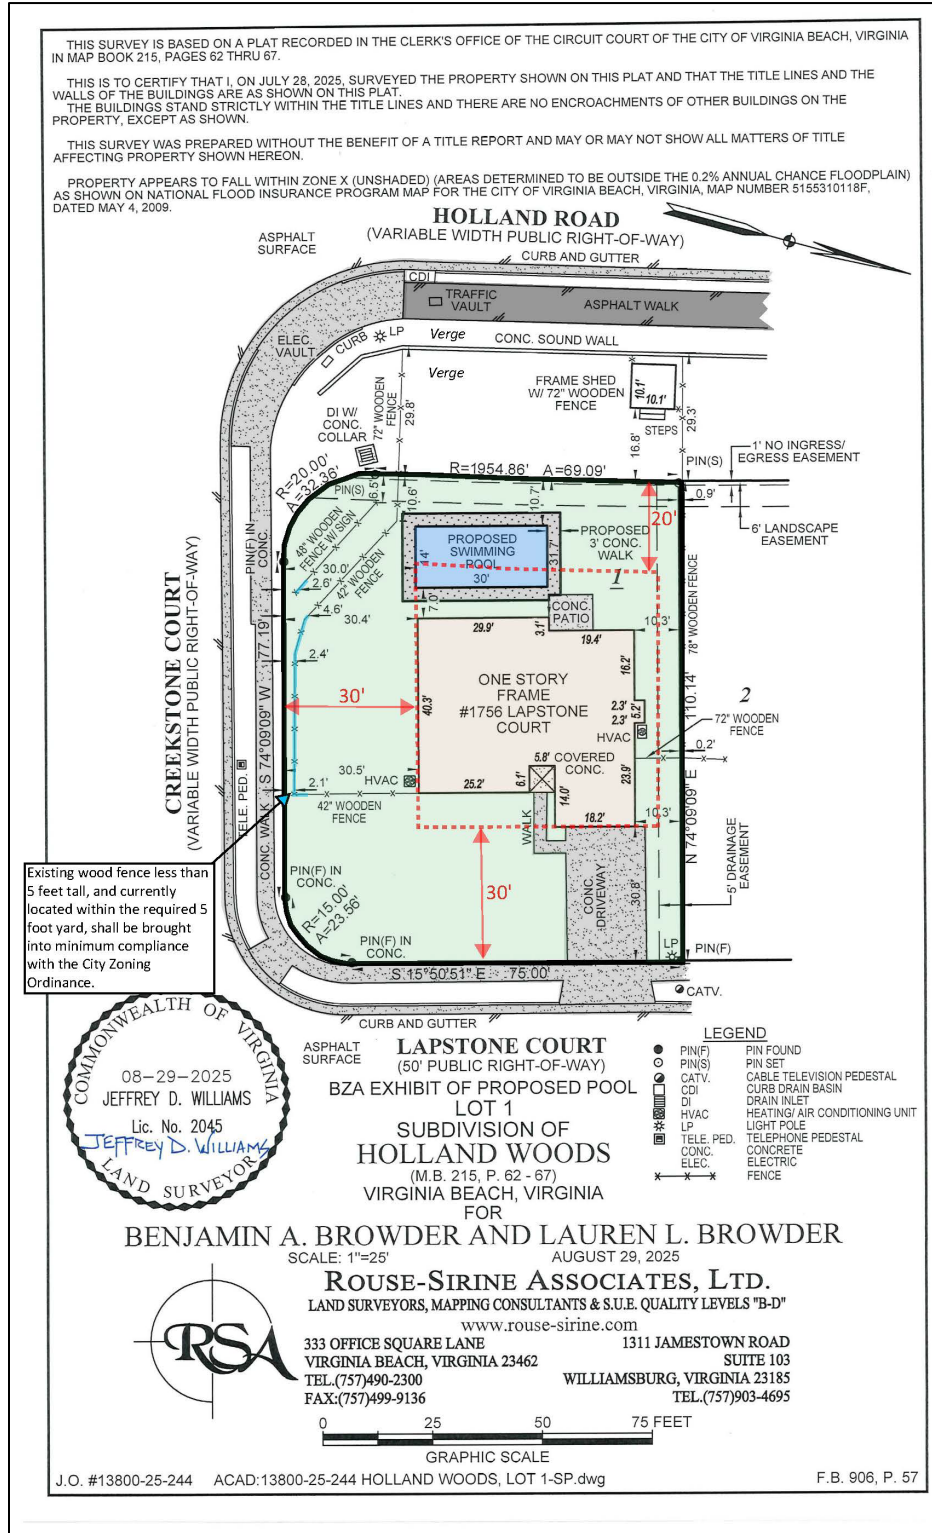 THIS SURVEY IS BASED ON A PLAT RECORDED IN THE CLERK'S OFFICE OF THE CIRCUIT COURT OF THE CITY OF VIRGINIA BEACH, VIRGINIA
IN MAP BOOK 215, PAGES 62 THRU 67.
THIS IS TO CERTIFY THAT I, ON JULY 28, 2025, SURVEYED THE PROPERTY SHOWN ON THIS PLAT AND THAT THE TITLE LINES AND THE
WALLS OF THE BUILDINGS ARE AS SHOWN ON THIS PLAT.
THE BUILDINGS STAND STRICTLY WITHIN THE TITLE LINES AND THERE ARE NO ENCROACHMENTS OF OTHER BUILDINGS ON THE
PROPERTY, EXCEPT AS SHOWN.
THIS SURVEY WAS PREPARED WITHOUT THE BENEFIT OF A TITLE REPORT AND MAY OR MAY NOT SHOW ALL MATTERS OF TITLE
AFFECTING PROPERTY SHOWN HEREON.
PROPERTY APPEARS TO FALL WITHIN ZONE X (UNSHADED) (AREAS DETERMINED TO BE OUTSIDE THE 0.2% ANNUAL CHANCE FLOODPLAIN)
AS SHOWN ON NATIONAL FLOOD INSURANCE PROGRAM MAP FOR THE CITY OF VIRGINIA BEACH, VIRGINIA, MAP NUMBER 5155310118F,
DATED MAY 4, 2009.
HOLLAND ROAD
(VARIABLE WIDTH PUBLIC RIGHT-OF-WAY)
ASPHALT
SURFACE
CURB AND GUTTER
CDI
TRAFFIC
VAULT
ASPHALT WALK
ELEC.
VAULT
CURB
LP
Verge
CONC. SOUND WALL
Verge
FRAME SHED
W/ 72" WOODEN
FENCE
10.1'
10.1'
STEPS
72" WOODEN
FENCE
29.8'
29.3'
16.8'
DI W/
CONC.
COLLAR
PIN(S)
1' NO INGRESS/
EGRESS EASEMENT
R=20.00'
A=32.36'
R=1954.86' A=69.09'
PIN(S)
6.5'
10.6'
10.7'
0.9'
20'
6' LANDSCAPE
EASEMENT
48" WOODEN
FENCE W/SIGN
PIN(F) IN
CONC.
PROPOSED
SWIMMING
POOL
14'
30'
31.7'
PROPOSED
3' CONC.
WALK
1
30.0'
42" WOODEN
FENCE
2.6'
7.0'
CONC.
PATIO
4.6'
30.4'
29.9'
3.1'
19.4'
10.3'
78" WOODEN FENCE
CREEKSTONE COURT
(VARIABLE WIDTH PUBLIC RIGHT-OF-WAY)
S 74°09'09" W 77.19'
2.4'
16.2'
30'
40.3'
ONE STORY
FRAME
#1756 LAPSTONE
COURT
2.3'
2.3'
5.2'
HVAC
2
72" WOODEN
FENCE
N 74°09'09" E 110.14'
0.2'
5.8'
COVERED
CONC.
30.5'
HVAC
2.1'
25.2'
6.1'
14.0'
23.9'
42" WOODEN
FENCE
18.2'
10.3'
TELE. PED.
CONC. WALK
WALK
5' DRAINAGE
EASEMENT
Existing wood fence less than
5 feet tall, and currently
located within the required 5
foot yard, shall be brought
into minimum compliance
with the City Zoning
Ordinance.
PIN(F) IN
CONC.
R=15.00'
A=23.56'
30'
CONC.
DRIVEWAY
30.8'
PIN(F) IN
CONC.
LP
PIN(F)
S 15°50'51" E 75.00'
CATV.
CURB AND GUTTER
ASPHALT
SURFACE
LAPSTONE COURT
(50' PUBLIC RIGHT-OF-WAY)
BZA EXHIBIT OF PROPOSED POOL
LOT 1
SUBDIVISION OF
HOLLAND WOODS
(M.B. 215, P. 62 - 67)
VIRGINIA BEACH, VIRGINIA
FOR
BENJAMIN A. BROWDER AND LAUREN L. BROWDER
SCALE: 1"=25' AUGUST 29, 2025
LEGEND
PIN(F) PIN FOUND
PIN(S) PIN SET
CATV. CABLE TELEVISION PEDESTAL
CDI CURB DRAIN BASIN
DI DRAIN INLET
HVAC HEATING/ AIR CONDITIONING UNIT
LP LIGHT POLE
TELE. PED. TELEPHONE PEDESTAL
CONC. CONCRETE
ELEC. ELECTRIC
FENCE
COMMONWEALTH OF VIRGINIA
08-29-2025
JEFFREY D. WILLIAMS
Lic. No. 2045
JEFFREY D. WILLIAMS
LAND SURVEYOR
RSA
ROUSE-SIRINE ASSOCIATES, LTD.
LAND SURVEYORS, MAPPING CONSULTANTS & S.U.E. QUALITY LEVELS "B-D"
www.rouse-sirine.com
333 OFFICE SQUARE LANE
VIRGINIA BEACH, VIRGINIA 23462
TEL.(757)490-2300
FAX:(757)499-9136
1311 JAMESTOWN ROAD
SUITE 103
WILLIAMSBURG, VIRGINIA 23185
TEL.(757)903-4695
0 25 50 75 FEET
GRAPHIC SCALE
J.O. #13800-25-244 ACAD:13800-25-244 HOLLAND WOODS, LOT 1-SP.dwg F.B. 906, P. 57